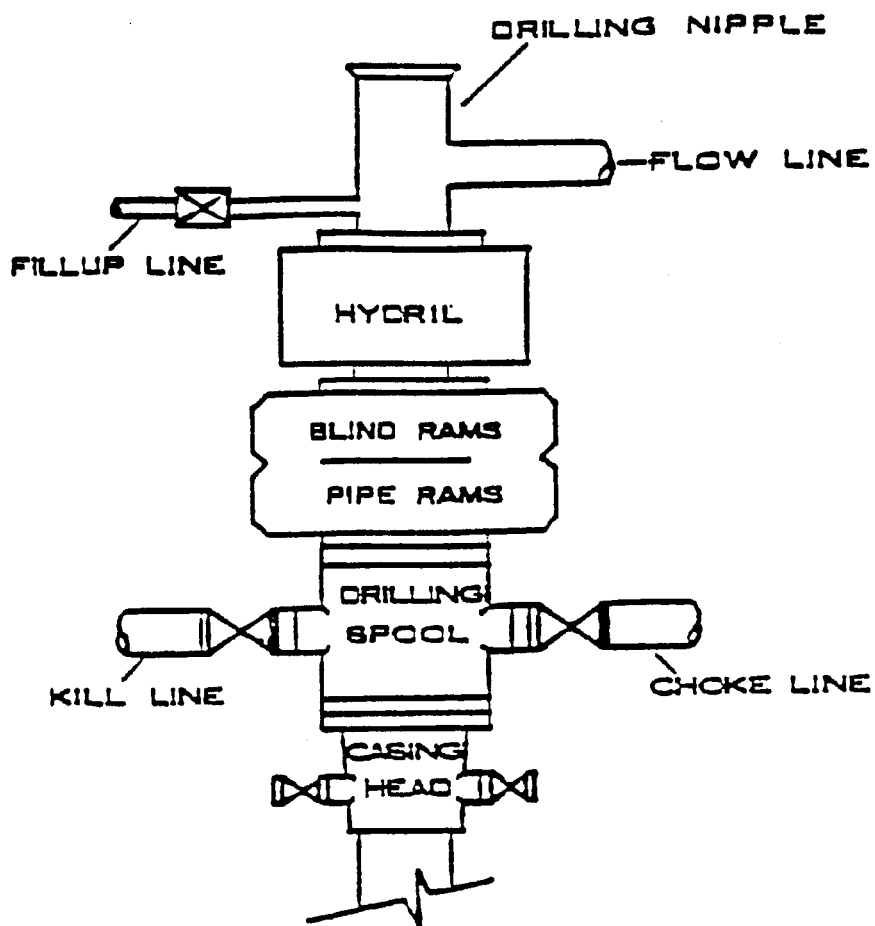 DRILLING NIPPLE
FLOW LINE
FILLUP LINE
HYDRIL
BLIND RAMS
PIPE RAMS
DRILLING
SPOOL
KILL LINE
CHOKE LINE
CASING
HEAD